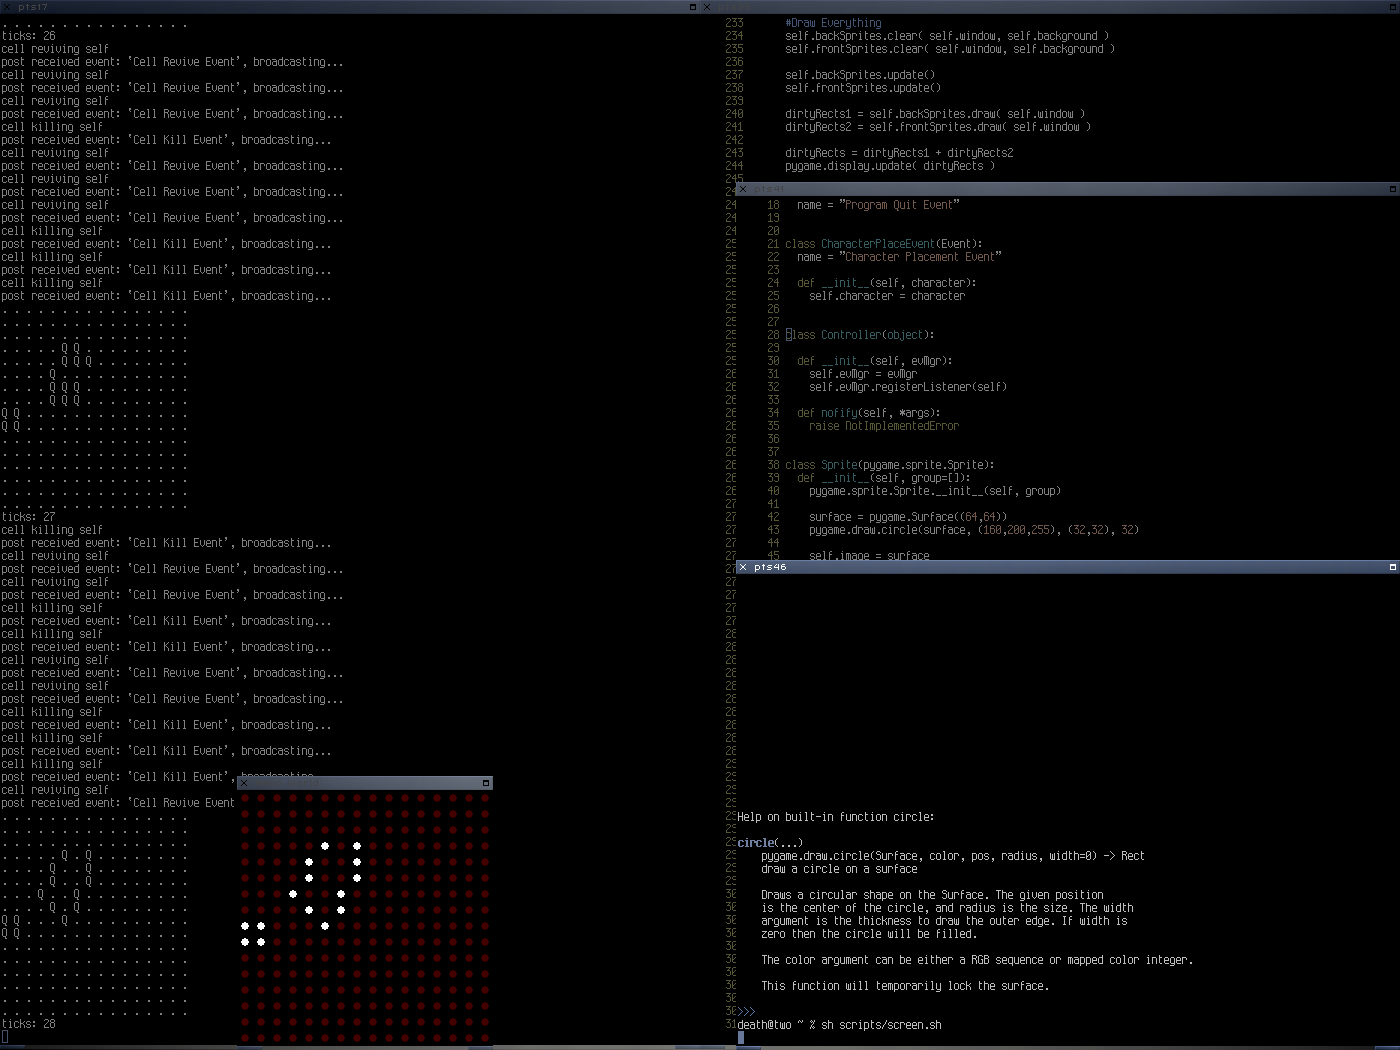 pts17
. . . . . . . . . . . . . . . .
ticks: 26
cell reviving self
post received event: 'Cell Revive Event', broadcasting...
cell reviving self
post received event: 'Cell Revive Event', broadcasting...
cell reviving self
post received event: 'Cell Revive Event', broadcasting...
cell killing self
post received event: 'Cell Kill Event', broadcasting...
cell reviving self
post received event: 'Cell Revive Event', broadcasting...
cell reviving self
post received event: 'Cell Revive Event', broadcasting...
cell reviving self
post received event: 'Cell Revive Event', broadcasting...
cell killing self
post received event: 'Cell Kill Event', broadcasting...
cell killing self
post received event: 'Cell Kill Event', broadcasting...
cell killing self
post received event: 'Cell Kill Event', broadcasting...
. . . . . . . . . . . . . . . .
. . . . . . . . . . . . . . . .
. . . . . . . . . . . . . . . .
. . . . . Q Q . . . . . . . . .
. . . . . Q Q Q . . . . . . . .
. . . . Q . . . . . . . . . . .
. . . . Q Q Q . . . . . . . . .
. . . . Q Q Q . . . . . . . . .
Q Q . . . . . . . . . . . . . .
Q Q . . . . . . . . . . . . . .
. . . . . . . . . . . . . . . .
. . . . . . . . . . . . . . . .
. . . . . . . . . . . . . . . .
. . . . . . . . . . . . . . . .
. . . . . . . . . . . . . . . .
. . . . . . . . . . . . . . . .
ticks: 27
cell killing self
post received event: 'Cell Kill Event', broadcasting...
cell reviving self
post received event: 'Cell Revive Event', broadcasting...
cell reviving self
post received event: 'Cell Revive Event', broadcasting...
cell killing self
post received event: 'Cell Kill Event', broadcasting...
cell killing self
post received event: 'Cell Kill Event', broadcasting...
cell reviving self
post received event: 'Cell Revive Event', broadcasting...
cell reviving self
post received event: 'Cell Revive Event', broadcasting...
cell killing self
post received event: 'Cell Kill Event', broadcasting...
cell killing self
post received event: 'Cell Kill Event', broadcasting...
cell killing self
post received event: 'Cell Kill Event', broadcasting
cell reviving self
post received event: 'Cell Revive Event
. . . . . . . . . . . . . . . .
. . . . . . . . . . . . . . . .
. . . . . . . . . . . . . . . .
. . . . . Q . Q . . . . . . . .
. . . . Q . . Q . . . . . . . .
. . . . Q . . Q . . . . . . . .
. . . Q . . Q . . . . . . . . .
. . . . Q . Q . . . . . . . . .
Q Q . . . Q . . . . . . . . . .
Q Q . . . . . . . . . . . . . .
. . . . . . . . . . . . . . . .
. . . . . . . . . . . . . . . .
. . . . . . . . . . . . . . . .
. . . . . . . . . . . . . . . .
. . . . . . . . . . . . . . . .
. . . . . . . . . . . . . . . .
ticks: 28
233 #Draw Everything
234 self.backSprites.clear( self.window, self.background )
235 self.frontSprites.clear( self.window, self.background )
236
237 self.backSprites.update()
238 self.frontSprites.update()
239
240 dirtyRects1 = self.backSprites.draw( self.window )
241 dirtyRects2 = self.frontSprites.draw( self.window )
242
243 dirtyRects = dirtyRects1 + dirtyRects2
244 pygame.display.update( dirtyRects )
245
pts41
18 name = "Program Quit Event"
19
20
21 class CharacterPlaceEvent(Event):
22 name = "Character Placement Event"
23
24 def __init__(self, character):
25 self.character = character
26
27
28 class Controller(object):
29
30 def __init__(self, evMgr):
31 self.evMgr = evMgr
32 self.evMgr.registerListener(self)
33
34 def nofify(self, *args):
35 raise NotImplementedError
36
37
38 class Sprite(pygame.sprite.Sprite):
39 def __init__(self, group=[]):
40 pygame.sprite.Sprite.__init__(self, group)
41
42 surface = pygame.Surface((64,64))
43 pygame.draw.circle(surface, (160,200,255), (32,32), 32)
44
45 self.image = surface
pts46
Help on built-in function circle:
circle(...)
pygame.draw.circle(Surface, color, pos, radius, width=0) -> Rect
draw a circle on a surface
Draws a circular shape on the Surface. The given position
is the center of the circle, and radius is the size. The width
argument is the thickness to draw the outer edge. If width is
zero then the circle will be filled.
The color argument can be either a RGB sequence or mapped color integer.
This function will temporarily lock the surface.
>>>
death@two ~ % sh scripts/screen.sh